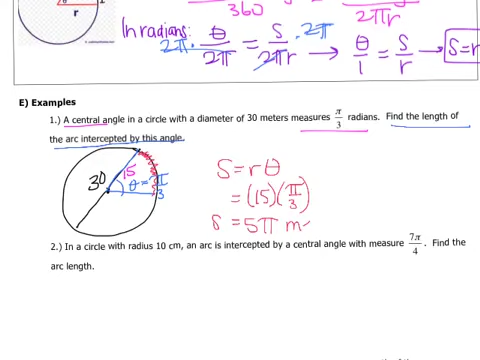 θ
r
360
2πr
In radians:
2π · θ/2π = S/2πr · 2π → θ/1 = S/r → S=r
E) Examples
1.) A central angle in a circle with a diameter of 30 meters measures π/3 radians. Find the length of
the arc intercepted by this angle.
30
15
θ = π/3
S = rθ
= (15)(π/3)
S = 5π m
2.) In a circle with radius 10 cm, an arc is intercepted by a central angle with measure 7π/4. Find the
arc length.